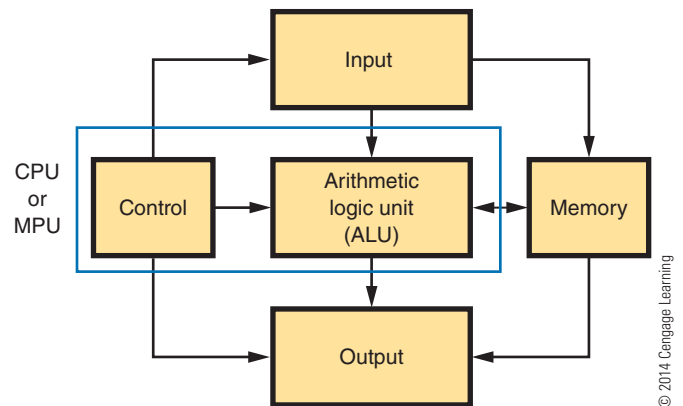 Input
CPU
or
MPU
Control
Arithmetic
logic unit
(ALU)
Memory
Output
© 2014 Cengage Learning